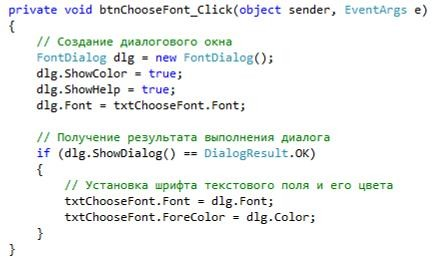 private void btnChooseFont_Click(object sender, EventArgs e)
{
    // Создание диалогового окна
    FontDialog dlg = new FontDialog();
    dlg.ShowColor = true;
    dlg.ShowHelp = true;
    dlg.Font = txtChooseFont.Font;

    // Получение результата выполнения диалога
    if (dlg.ShowDialog() == DialogResult.OK)
    {
        // Установка шрифта текстового поля и его цвета
        txtChooseFont.Font = dlg.Font;
        txtChooseFont.ForeColor = dlg.Color;
    }
}